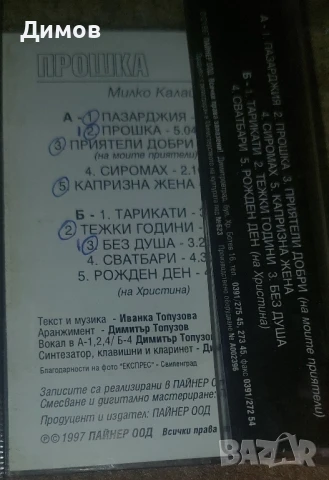 Димов
ПРОШКА
Милко Калай
А - 1. ПАЗАРДЖИЯ
2. ПРОШКА - 5.04
3. ПРИЯТЕЛИ ДОБРИ
(на моите приятели)
4. СИРОМАХ - 2.1
5. КАПРИЗНА ЖЕНА
Б - 1. ТАРИКАТИ -
2. ТЕЖКИ ГОДИНИ -
3. БЕЗ ДУША
4. СВАТБАРИ - 4.3
5. РОЖДЕН ДЕН
(на Христина)
Текст и музика - Иванка Топузова
Аранжимент - Димитър Топузов
Вокал в А-1,2,4/ Б-4 Димитър Топузов
Синтезатор, клавишни и кларинет - Ди
Благодарности на фото "ЕКСПРЕС" - Свиленград
Записите са реализирани в ПАЙНЕР
Смесване и дигитално мастериране:
Продуцент и издател: ПАЙНЕР ООД
©1997 ПАЙНЕР ООД Всички права
А: 1. ПАЗАРДЖИЯ 2. ПРОШКА 3. ПРИЯТЕЛИ ДОБРИ (на моите приятели)
4. СИРОМАХ 5. КАПРИЗНА ЖЕНА
Б - 1. ТАРИКАТИ 2. ТЕЖКИ ГОДИНИ 3. БЕЗ ДУША
4. СВАТБАРИ 5. РОЖДЕН ДЕН (на Христина)
bazar.bg